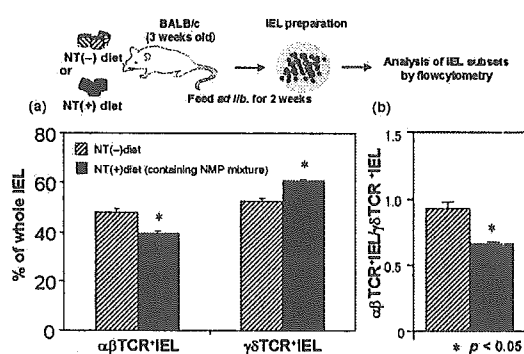 BALB/c
(3 weeks old)
IEL preparation
NT(−) diet
or
NT(+) diet
Analysis of IEL subsets
by flowcytometry
Feed ad lib. for 2 weeks
(a)
(b)
NT(−)diet
NT(+)diet (containing NMP mixture)
% of whole IEL
80
60
40
20
0
*
*
αβTCR⁺IEL
γδTCR⁺IEL
αβTCR⁺IEL/γδTCR⁺IEL
1.5
1.0
0.5
0
*
* p < 0.05